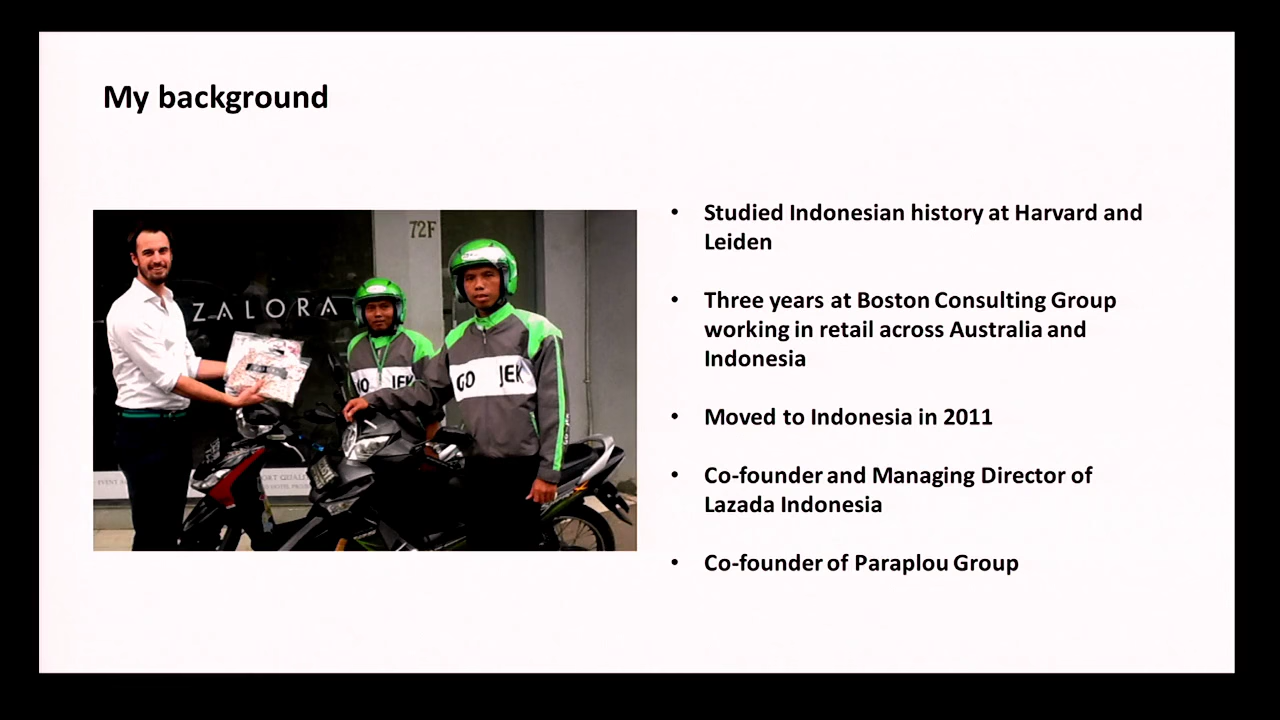 My background
72F
ZALORA
GO JEK
• Studied Indonesian history at Harvard and
Leiden
• Three years at Boston Consulting Group
working in retail across Australia and
Indonesia
• Moved to Indonesia in 2011
• Co-founder and Managing Director of
Lazada Indonesia
• Co-founder of Paraplou Group